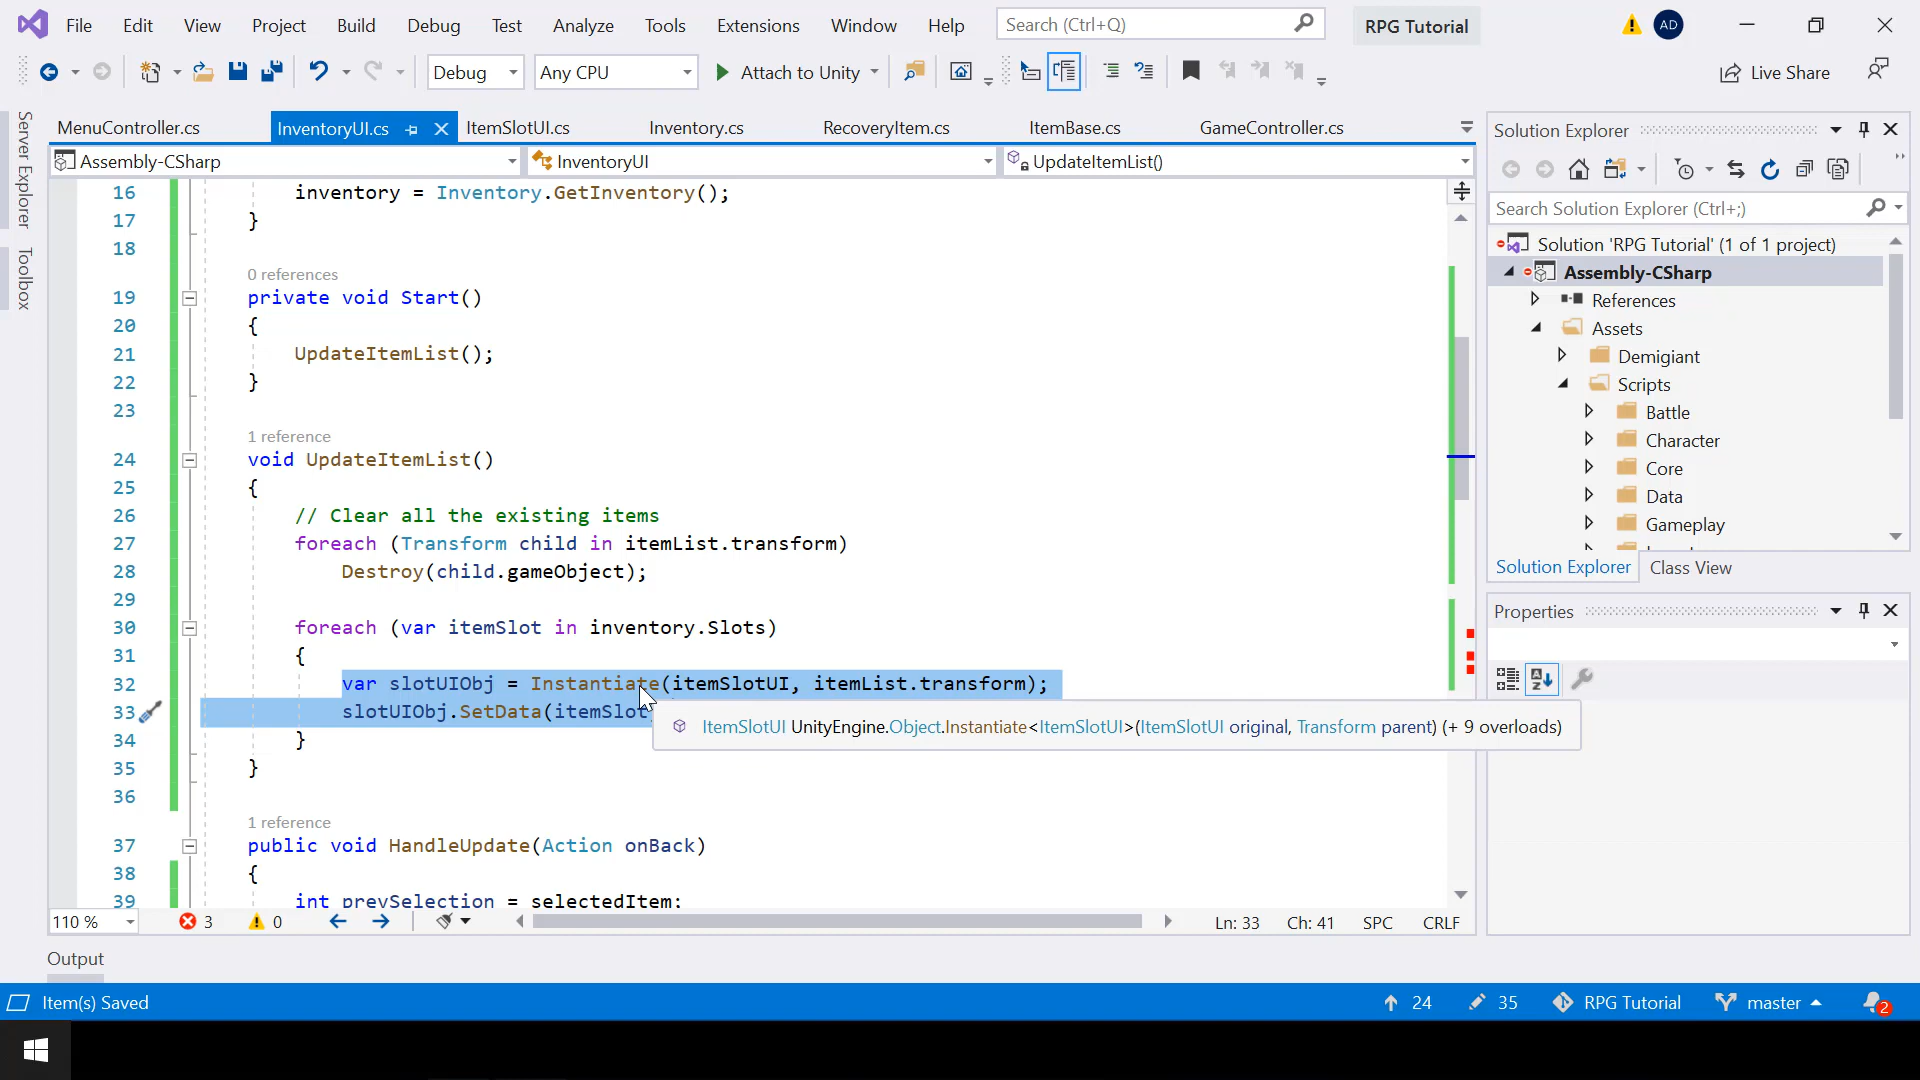 File Edit View Project Build Debug Test Analyze Tools Extensions Window Help Search (Ctrl+Q) RPG Tutorial AD
Debug Any CPU Attach to Unity Live Share
Server Explorer
Toolbox
MenuController.cs InventoryUI.cs ItemSlotUI.cs Inventory.cs RecoveryItem.cs ItemBase.cs GameController.cs
Assembly-CSharp InventoryUI UpdateItemList()
16 inventory = Inventory.GetInventory();
17 }
18
0 references
19 private void Start()
20 {
21 UpdateItemList();
22 }
23
1 reference
24 void UpdateItemList()
25 {
26 // Clear all the existing items
27 foreach (Transform child in itemList.transform)
28 Destroy(child.gameObject);
29
30 foreach (var itemSlot in inventory.Slots)
31 {
32 var slotUIObj = Instantiate(itemSlotUI, itemList.transform);
33 slotUIObj.SetData(itemSlot
ItemSlotUI UnityEngine.Object.Instantiate<ItemSlotUI>(ItemSlotUI original, Transform parent) (+ 9 overloads)
34 }
35 }
36
1 reference
37 public void HandleUpdate(Action onBack)
38 {
39 int prevSelection = selectedItem;
110 % 3 0 Ln: 33 Ch: 41 SPC CRLF
Output
Solution Explorer
Search Solution Explorer (Ctrl+;)
Solution 'RPG Tutorial' (1 of 1 project)
Assembly-CSharp
References
Assets
Demigiant
Scripts
Battle
Character
Core
Data
Gameplay
Solution Explorer Class View
Properties
Item(s) Saved 24 35 RPG Tutorial master 2